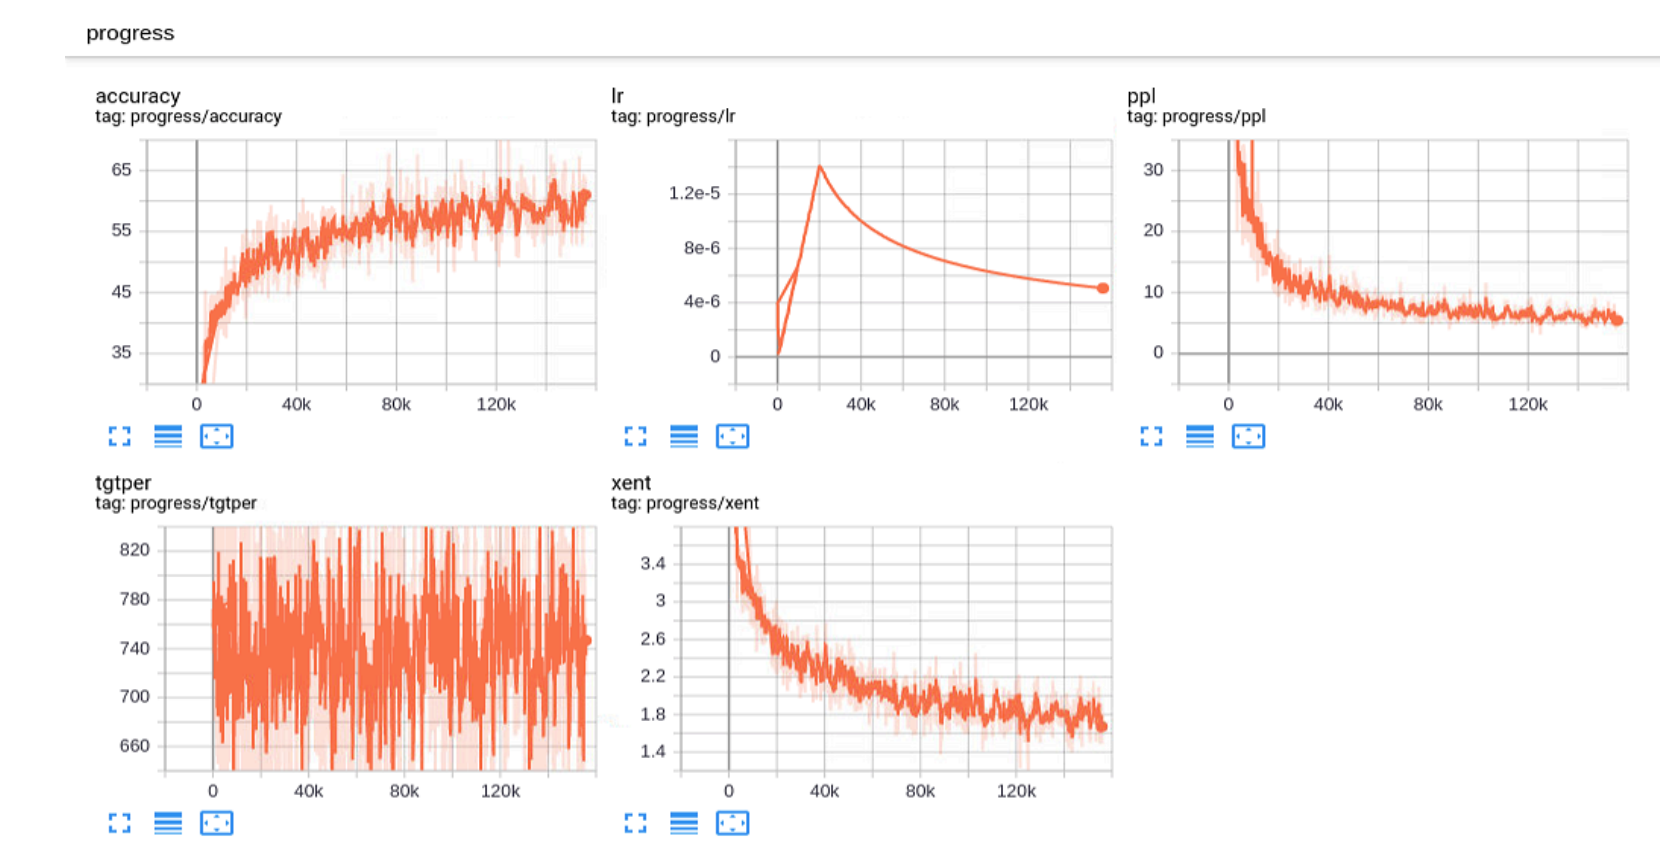 progress
accuracy
tag: progress/accuracy
65
55
45
35
0 40k 80k 120k
lr
tag: progress/lr
1.2e-5
8e-6
4e-6
0
0 40k 80k 120k
ppl
tag: progress/ppl
30
20
10
0
0 40k 80k 120k
tgtper
tag: progress/tgtper
820
780
740
700
660
0 40k 80k 120k
xent
tag: progress/xent
3.4
3
2.6
2.2
1.8
1.4
0 40k 80k 120k